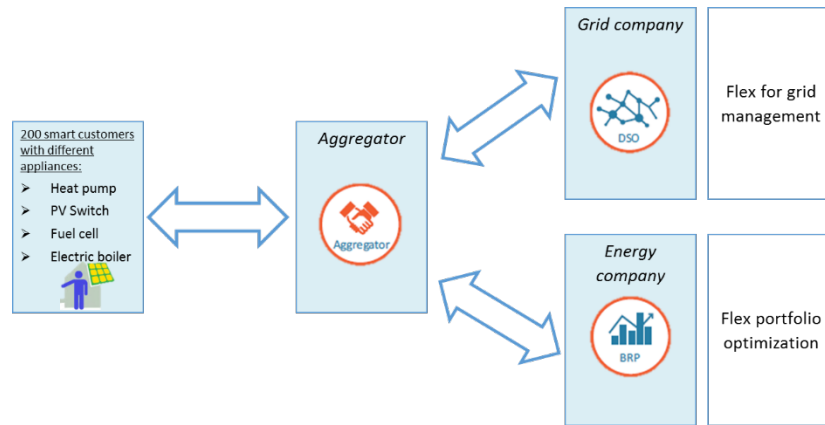 200 smart customers
with different
appliances:
➤ Heat pump
➤ PV Switch
➤ Fuel cell
➤ Electric boiler
Aggregator
Aggregator
Grid company
DSO
Flex for grid
management
Energy
company
BRP
Flex portfolio
optimization